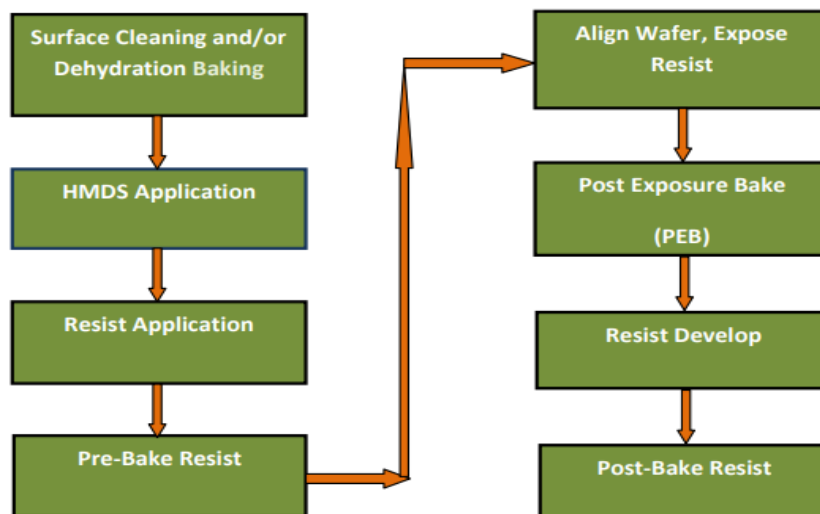 Surface Cleaning and/or
Dehydration Baking
HMDS Application
Resist Application
Pre-Bake Resist
Align Wafer, Expose
Resist
Post Exposure Bake
(PEB)
Resist Develop
Post-Bake Resist